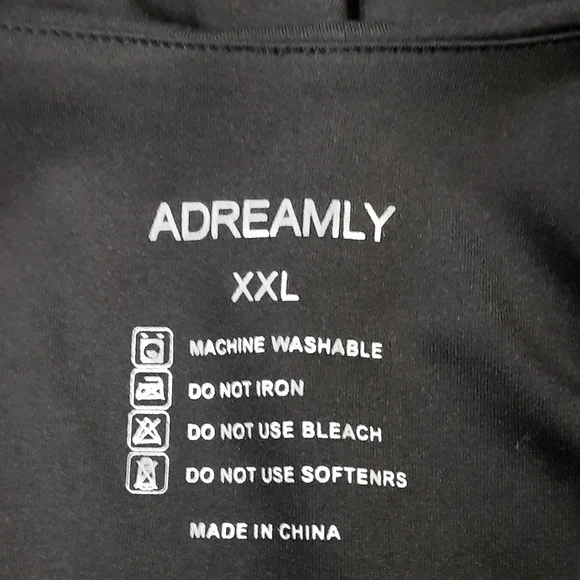 ADREAMLY
XXL
MACHINE WASHABLE
DO NOT IRON
DO NOT USE BLEACH
DO NOT USE SOFTENRS
MADE IN CHINA